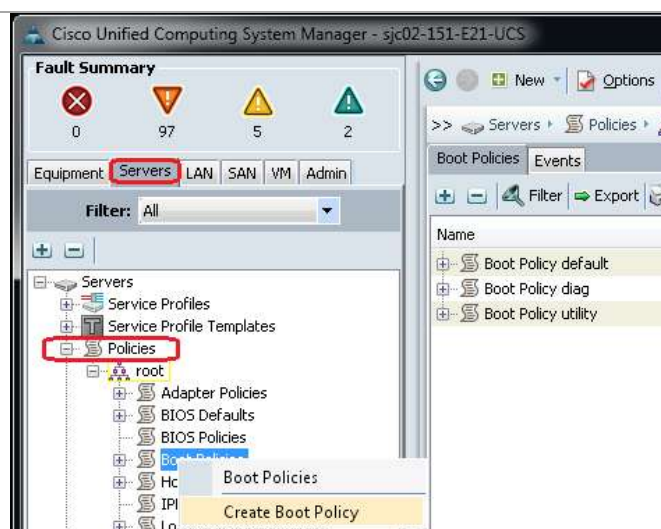 Cisco Unified Computing System Manager - sjc02-151-E21-UCS
Fault Summary
0 97 5 2
Equipment Servers LAN SAN VM Admin
Filter: All
Servers
Service Profiles
Service Profile Templates
Policies
root
Adapter Policies
BIOS Defaults
BIOS Policies
Boot Policies
Boot Policies
Create Boot Policy
New Options
>> Servers Policies
Boot Policies Events
Filter Export
Name
Boot Policy default
Boot Policy diag
Boot Policy utility